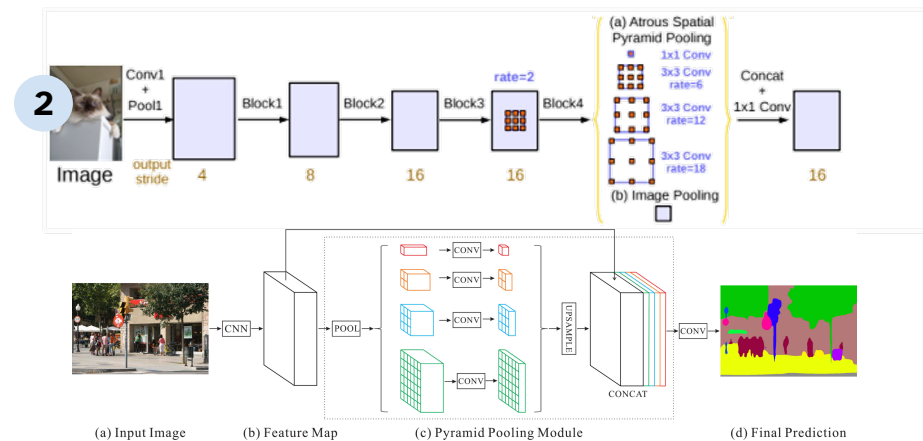 2
Image
Conv1
+
Pool1
output
stride
4
Block1
8
Block2
16
Block3
rate=2
16
Block4
(a) Atrous Spatial
Pyramid Pooling
1x1 Conv
3x3 Conv
rate=6
3x3 Conv
rate=12
3x3 Conv
rate=18
(b) Image Pooling
Concat
+
1x1 Conv
16
CNN
POOL
CONV
CONV
CONV
CONV
UPSAMPLE
CONCAT
CONV
(a) Input Image
(b) Feature Map
(c) Pyramid Pooling Module
(d) Final Prediction